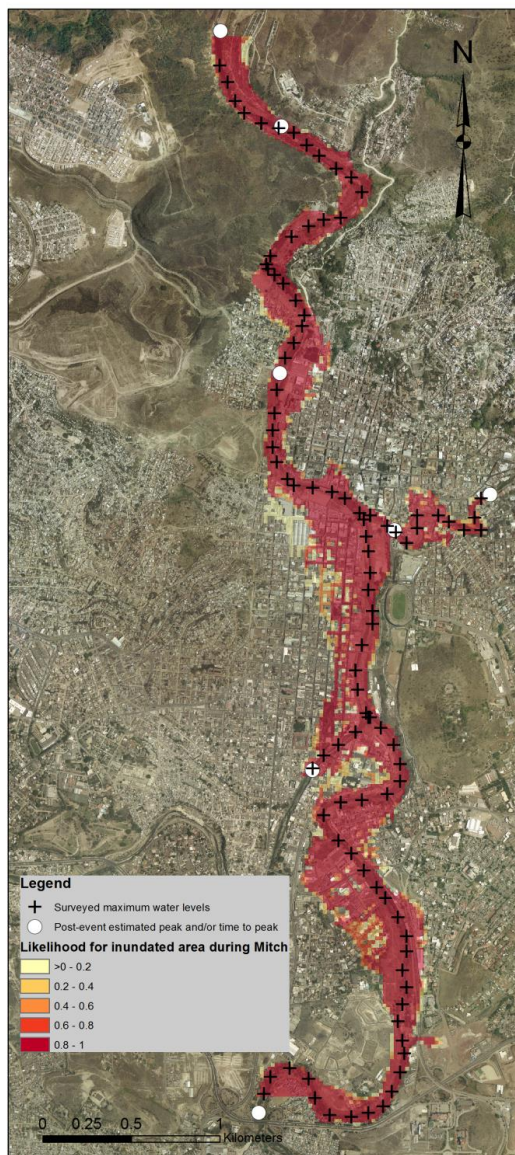 N
Legend
Surveyed maximum water levels
Post-event estimated peak and/or time to peak
Likelihood for inundated area during Mitch
>0 - 0.2
0.2 - 0.4
0.4 - 0.6
0.6 - 0.8
0.8 - 1
0 0.25 0.5 1
Kilometers